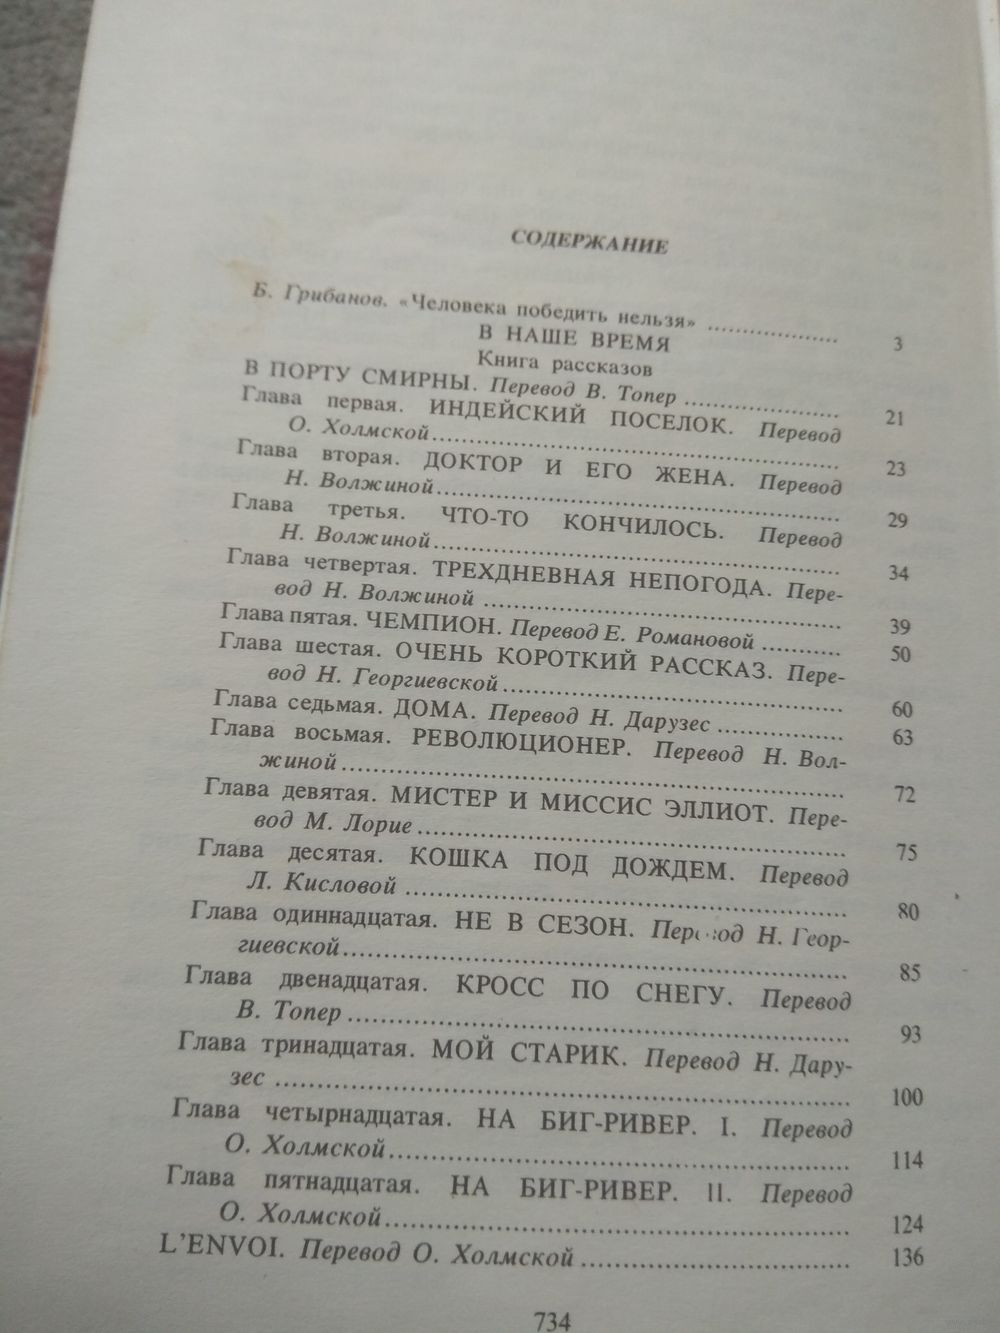 СОДЕРЖАНИЕ
Б. Грибанов. «Человека победить нельзя» .................... 3
В НАШЕ ВРЕМЯ
Книга рассказов
В ПОРТУ СМИРНЫ. Перевод В. Топер .................... 21
Глава первая. ИНДЕЙСКИЙ ПОСЕЛОК. Перевод
О. Холмской .................... 23
Глава вторая. ДОКТОР И ЕГО ЖЕНА. Перевод
Н. Волжиной .................... 29
Глава третья. ЧТО-ТО КОНЧИЛОСЬ. Перевод
Н. Волжиной .................... 34
Глава четвертая. ТРЕХДНЕВНАЯ НЕПОГОДА. Пере-
вод Н. Волжиной .................... 39
Глава пятая. ЧЕМПИОН. Перевод Е. Романовой ........... 50
Глава шестая. ОЧЕНЬ КОРОТКИЙ РАССКАЗ. Пере-
вод Н. Георгиевской .................... 60
Глава седьмая. ДОМА. Перевод Н. Дарузес .................... 63
Глава восьмая. РЕВОЛЮЦИОНЕР. Перевод Н. Вол-
жиной .................... 72
Глава девятая. МИСТЕР И МИССИС ЭЛЛИОТ. Пере-
вод М. Лорие .................... 75
Глава десятая. КОШКА ПОД ДОЖДЕМ. Перевод
Л. Кисловой .................... 80
Глава одиннадцатая. НЕ В СЕЗОН. Перевод Н. Геор-
гиевской .................... 85
Глава двенадцатая. КРОСС ПО СНЕГУ. Перевод
В. Топер .................... 93
Глава тринадцатая. МОЙ СТАРИК. Перевод Н. Дару-
зес .................... 100
Глава четырнадцатая. НА БИГ-РИВЕР. I. Перевод
О. Холмской .................... 114
Глава пятнадцатая. НА БИГ-РИВЕР. II. Перевод
О. Холмской .................... 124
L'ENVOI. Перевод О. Холмской .................... 136
734